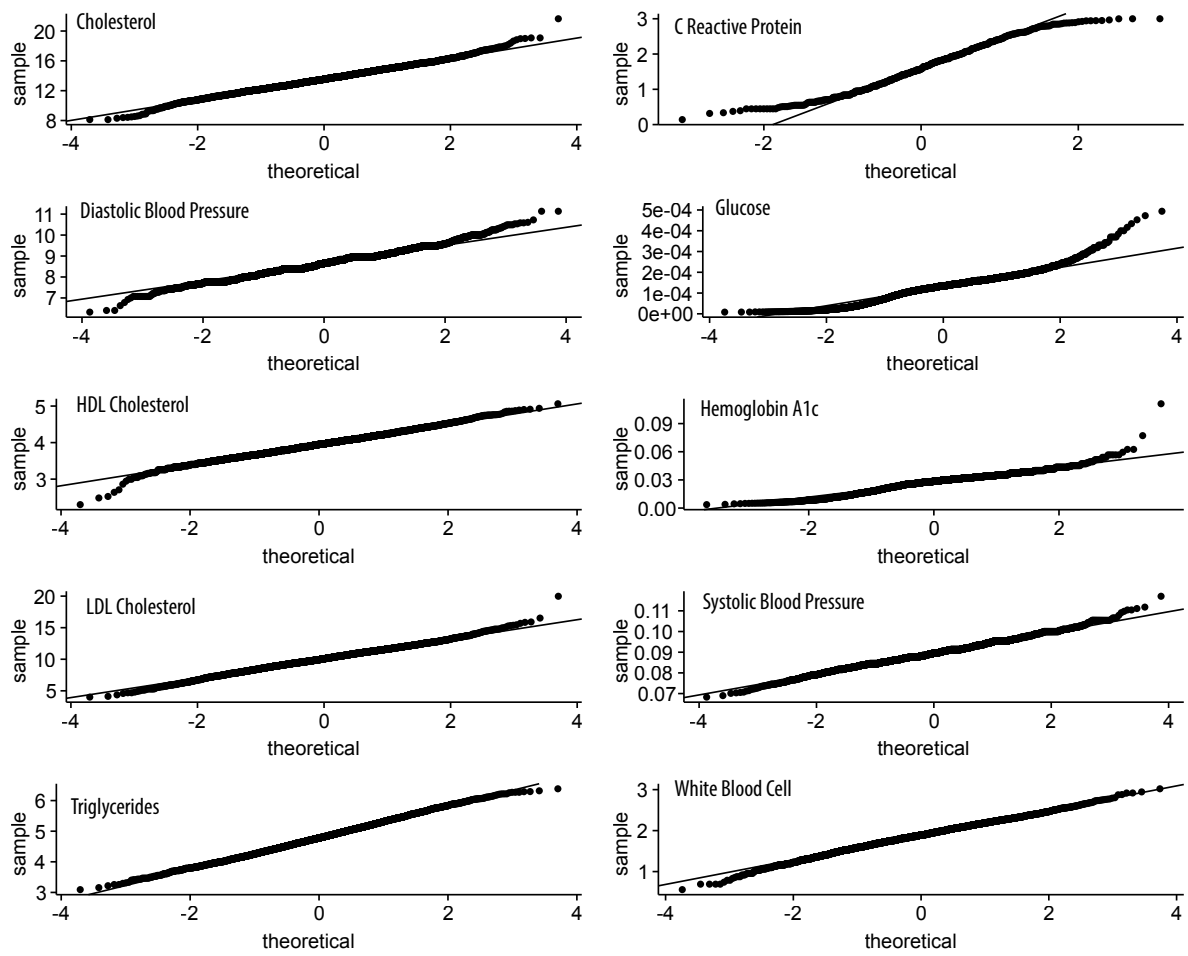 Cholesterol
sample
20
16
12
8
-4 -2 0 2 4
theoretical
C Reactive Protein
sample
3
2
1
0
-2 0 2
theoretical
Diastolic Blood Pressure
sample
11
10
9
8
7
-4 -2 0 2 4
theoretical
Glucose
sample
5e-04
4e-04
3e-04
2e-04
1e-04
0e+00
-4 -2 0 2 4
theoretical
HDL Cholesterol
sample
5
4
3
-4 -2 0 2 4
theoretical
Hemoglobin A1c
sample
0.09
0.06
0.03
0.00
-2 0 2 4
theoretical
LDL Cholesterol
sample
20
15
10
5
-4 -2 0 2 4
theoretical
Systolic Blood Pressure
sample
0.11
0.10
0.09
0.08
0.07
-4 -2 0 2 4
theoretical
Triglycerides
sample
6
5
4
3
-4 -2 0 2 4
theoretical
White Blood Cell
sample
3
2
1
-4 -2 0 2 4
theoretical